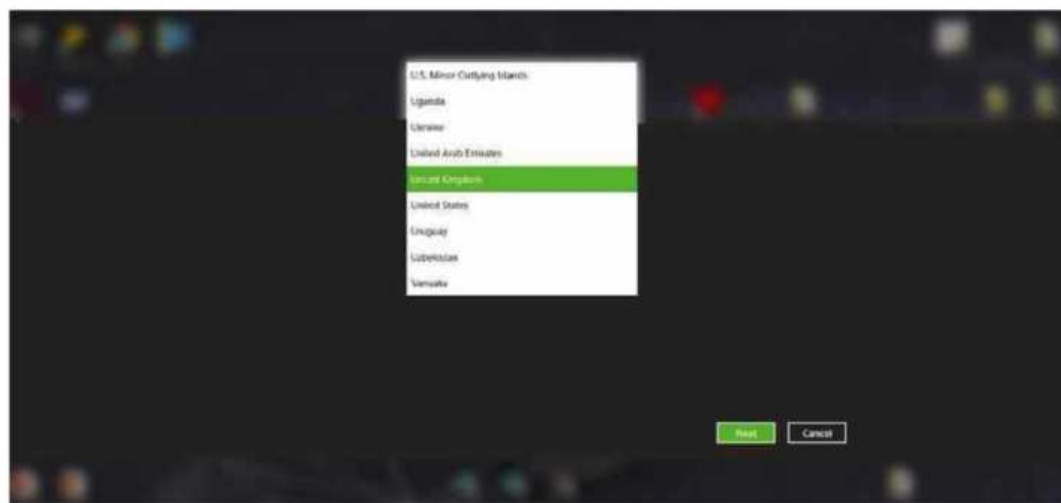 U.S. Minor Outlying Islands
Uganda
Ukraine
United Arab Emirates
United Kingdom
United States
Uruguay
Uzbekistan
Vanuatu
Next
Cancel